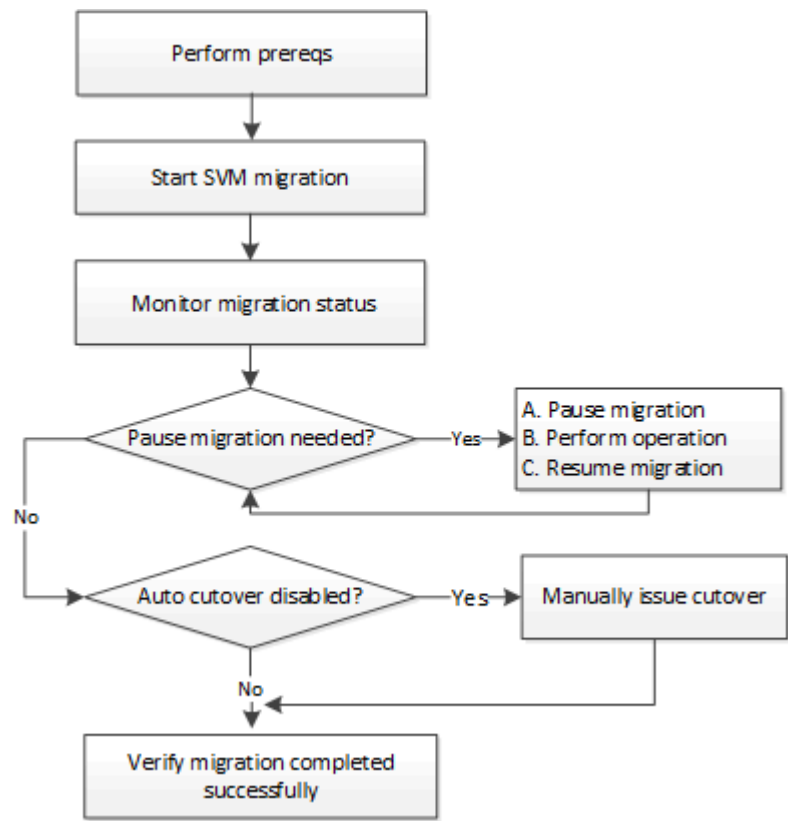 Perform prereqs
Start SVM migration
Monitor migration status
Pause migration needed?
Yes
A. Pause migration
B. Perform operation
C. Resume migration
No
Auto cutover disabled?
Yes
Manually issue cutover
No
Verify migration completed
successfully